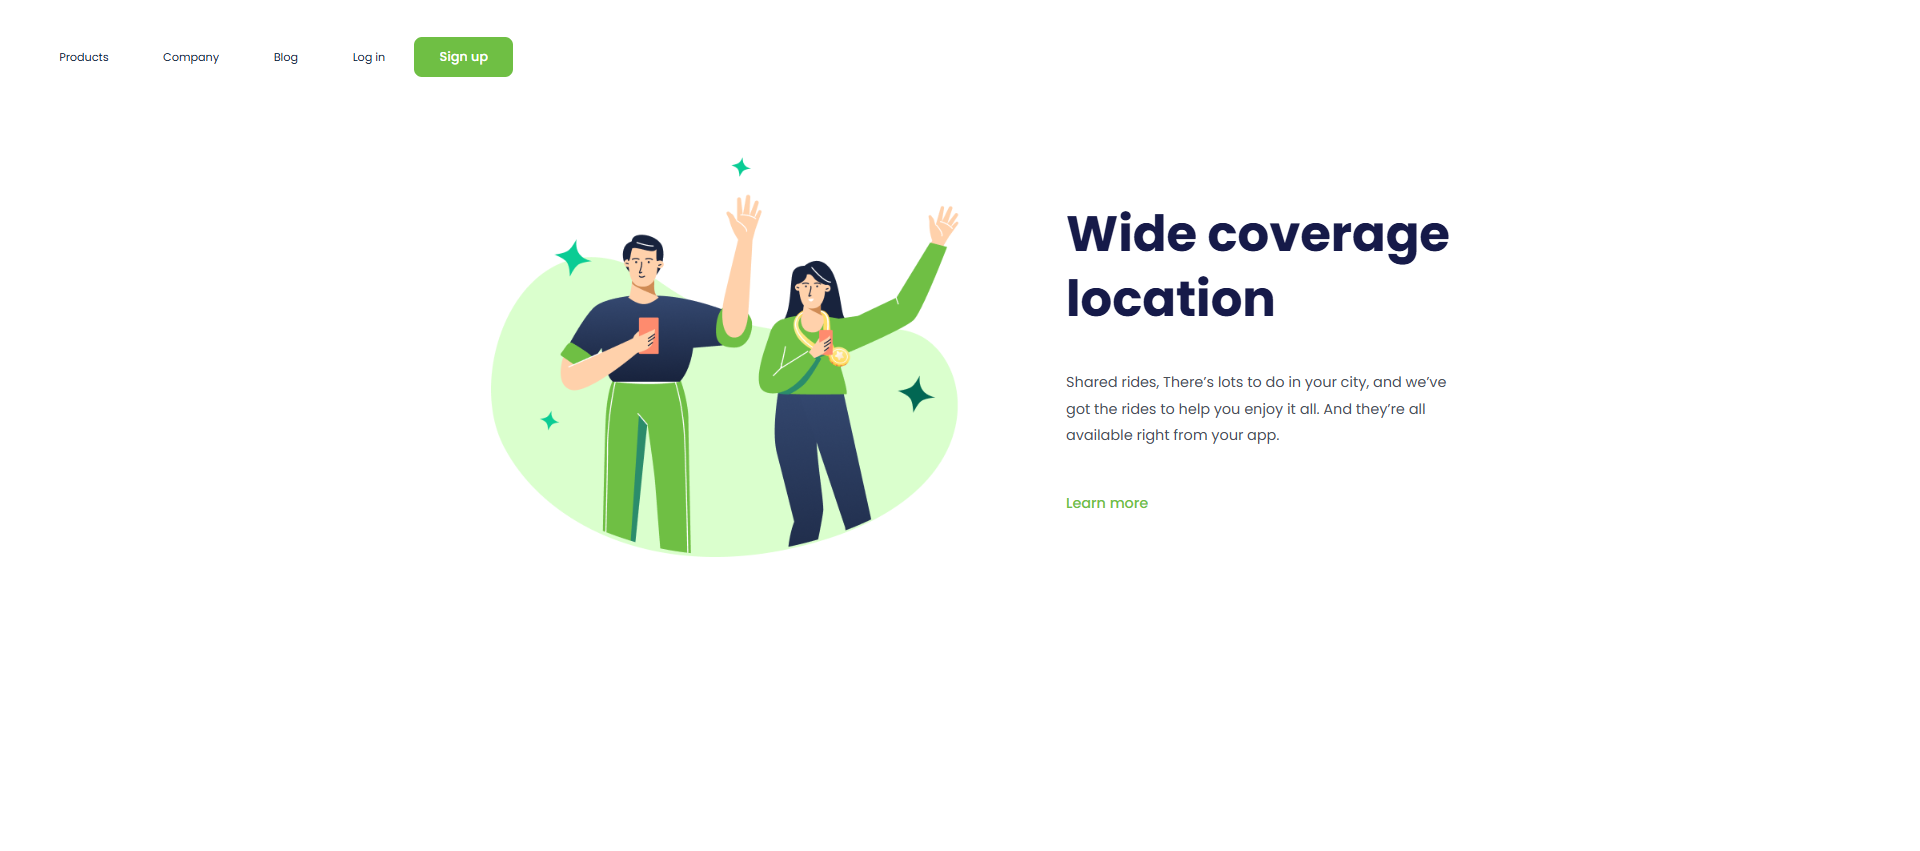 Products Company Blog Log in Sign up
Wide coverage
location
Shared rides, There’s lots to do in your city, and we’ve
got the rides to help you enjoy it all. And they’re all
available right from your app.
Learn more